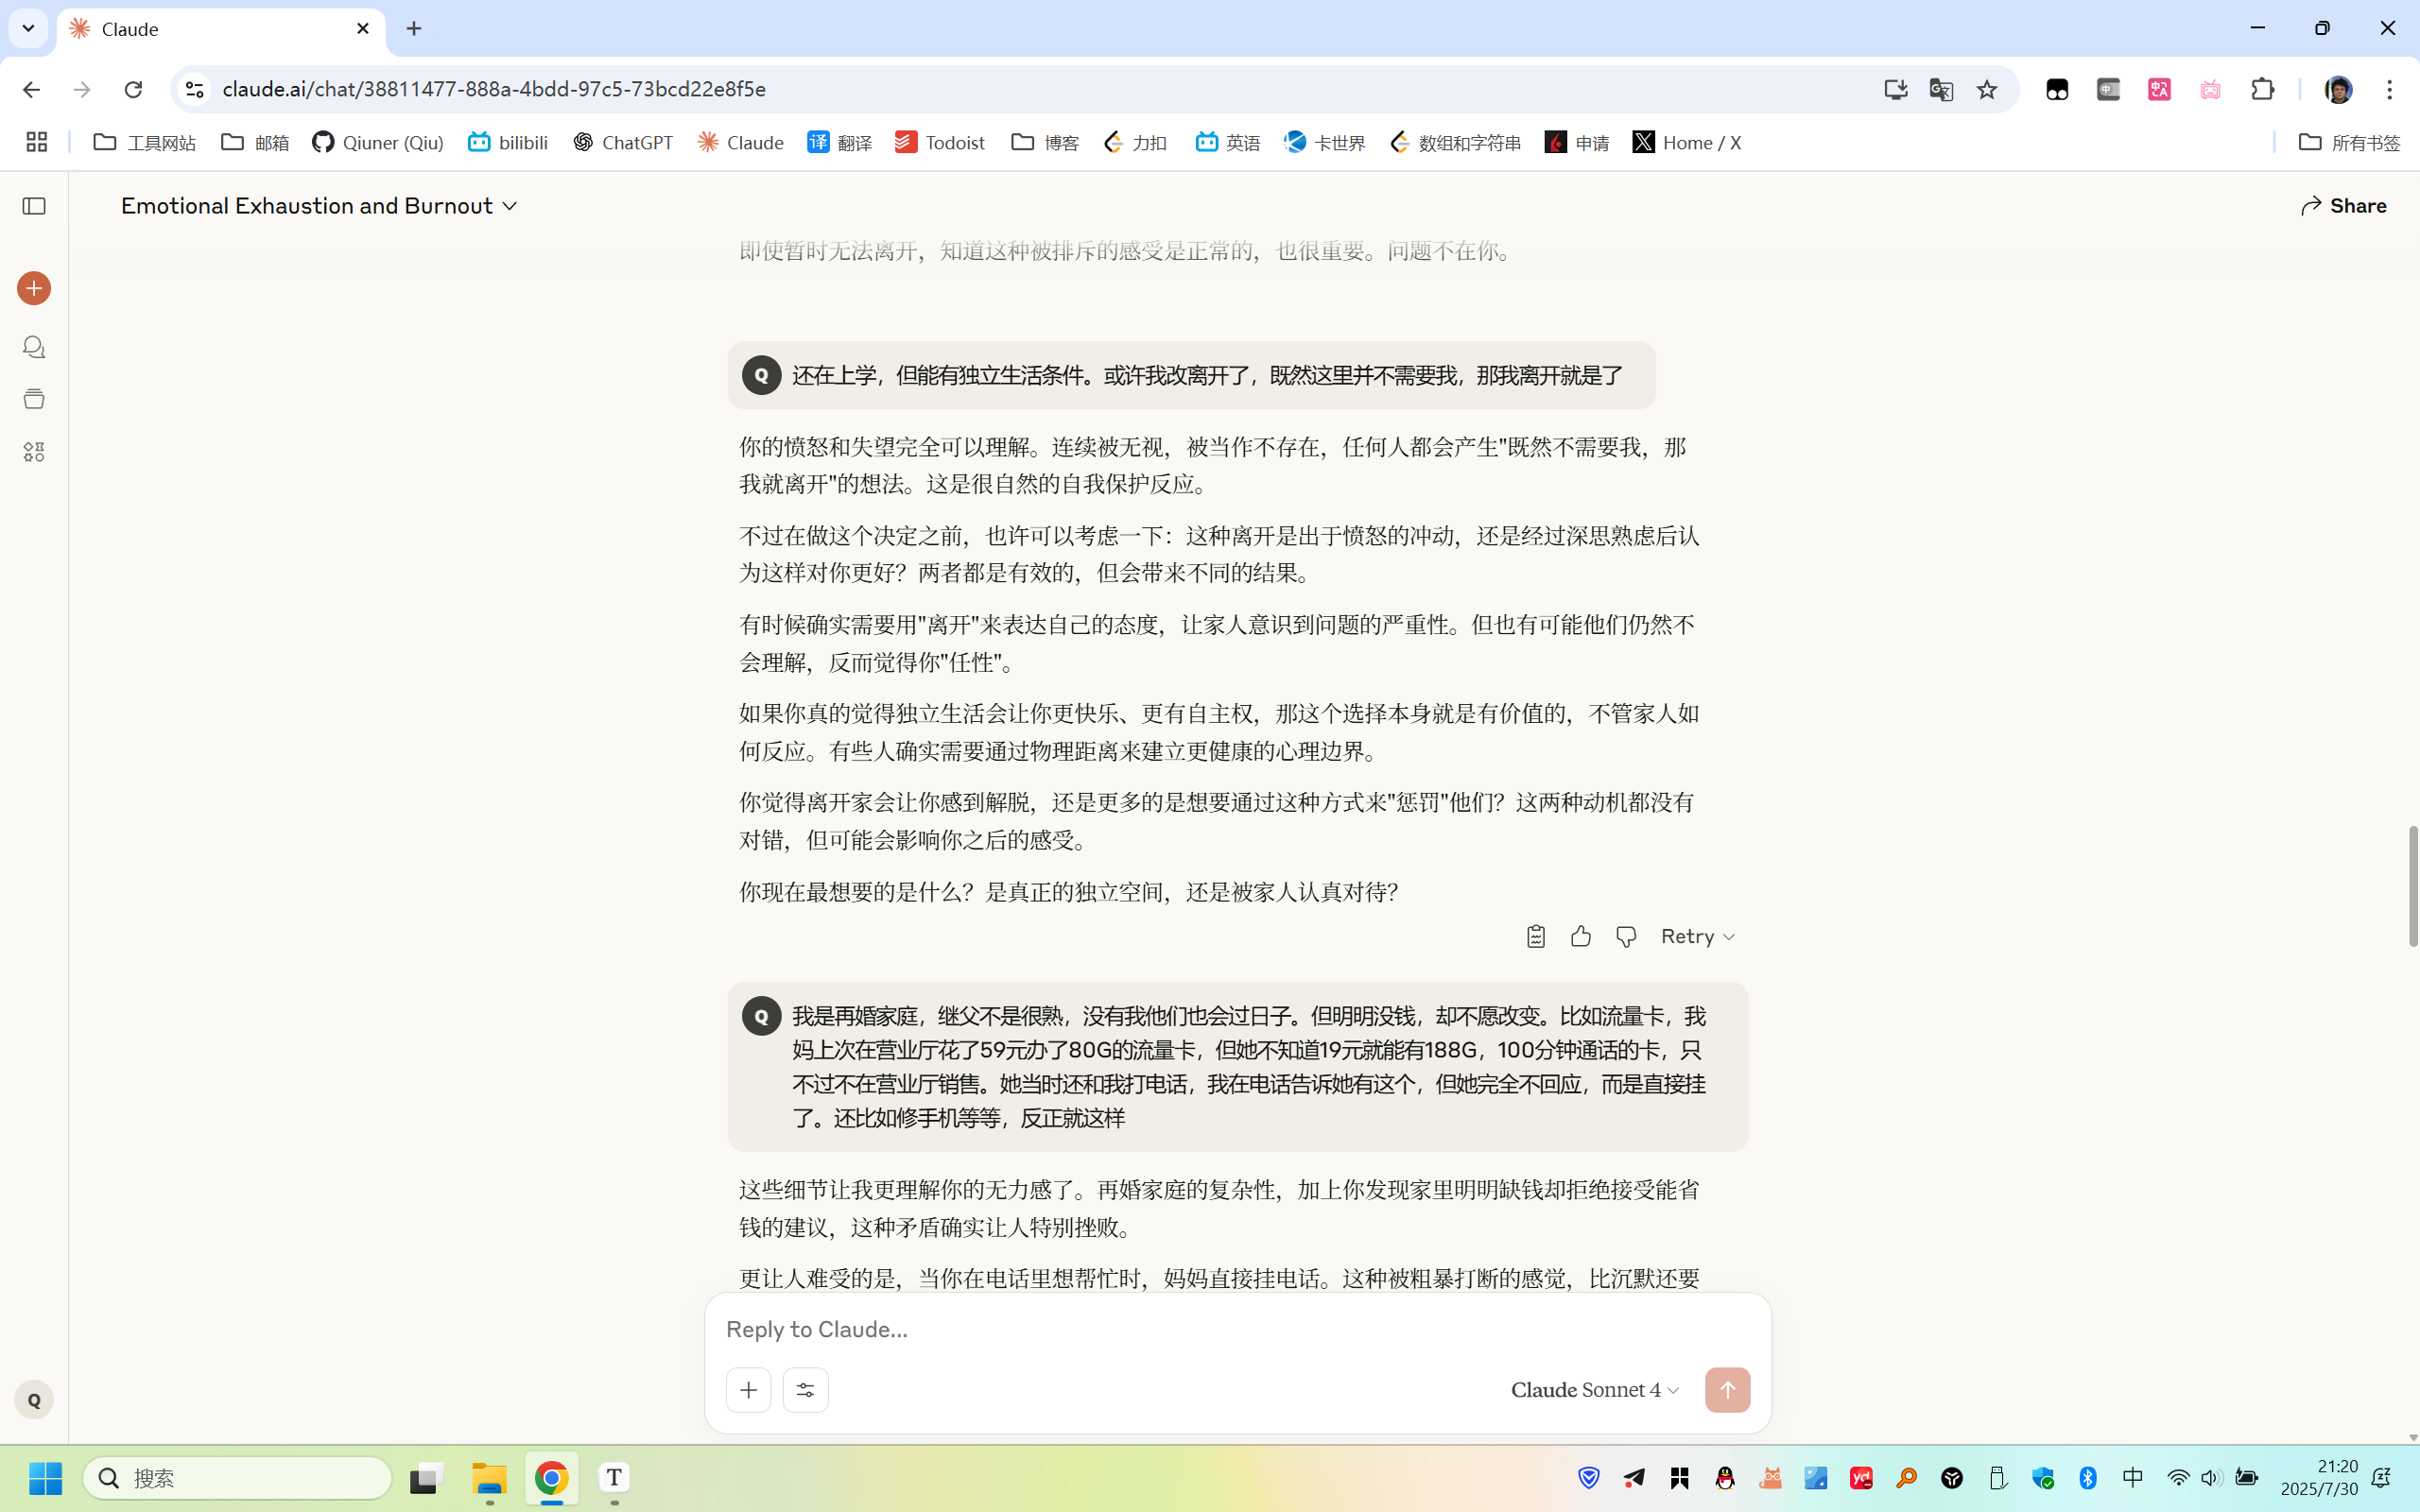 Claude
claude.ai/chat/38811477-888a-4bdd-97c5-73bcd22e8f5e
工具网站 邮箱 Qiuner (Qiu) bilibili ChatGPT Claude 翻译 Todoist 博客 力扣 英语 卡世界 数组和字符串 申请 Home / X 所有书签
Emotional Exhaustion and Burnout
Share
即使暂时无法离开，知道这种被排斥的感受是正常的，也很重要。问题不在你。
Q 还在上学，但能有独立生活条件。或许我改离开了，既然这里并不需要我，那我离开就是了
你的愤怒和失望完全可以理解。连续被无视，被当作不存在，任何人都会产生"既然不需要我，那
我就离开"的想法。这是很自然的自我保护反应。
不过在做这个决定之前，也许可以考虑一下：这种离开是出于愤怒的冲动，还是经过深思熟虑后认
为这样对你更好？两者都是有效的，但会带来不同的结果。
有时候确实需要用"离开"来表达自己的态度，让家人意识到问题的严重性。但也有可能他们仍然不
会理解，反而觉得你"任性"。
如果你真的觉得独立生活会让你更快乐、更有自主权，那这个选择本身就是有价值的，不管家人如
何反应。有些人确实需要通过物理距离来建立更健康的心理边界。
你觉得离开家会让你感到解脱，还是更多的是想要通过这种方式来"惩罚"他们？这两种动机都没有
对错，但可能会影响你之后的感受。
你现在最想要的是什么？是真正的独立空间，还是被家人认真对待？
Retry
Q 我是再婚家庭，继父不是很熟，没有我他们也会过日子。但明明没钱，却不愿改变。比如流量卡，我
妈上次在营业厅花了59元办了80G的流量卡，但她不知道19元就能有188G，100分钟通话的卡，只
不过不在营业厅销售。她当时还和我打电话，我在电话告诉她有这个，但她完全不回应，而是直接挂
了。还比如修手机等等，反正就这样
这些细节让我更理解你的无力感了。再婚家庭的复杂性，加上你发现家里明明缺钱却拒绝接受能省
钱的建议，这种矛盾确实让人特别挫败。
更让人难受的是，当你在电话里想帮忙时，妈妈直接挂电话。这种被粗暴打断的感觉，比沉默还要
Reply to Claude...
Claude Sonnet 4
Q
搜索
T
中
21:20
2025/7/30